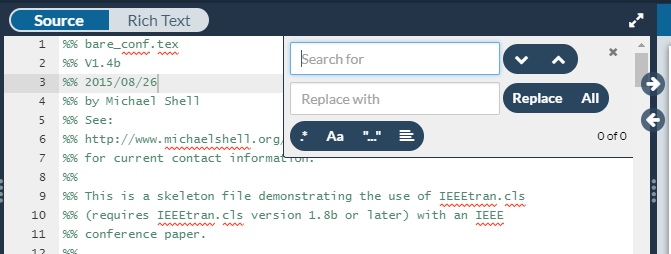 Source Rich Text
1 %% bare_conf.tex
2 %% V1.4b
3 %% 2015/08/26
4 %% by Michael Shell
5 %% See:
6 %% http://www.michaelshell.org/
7 %% for current contact information.
8 %%
9 %% This is a skeleton file demonstrating the use of IEEEtran.cls
10 %% (requires IEEEtran.cls version 1.8b or later) with an IEEE
11 %% conference paper.
12 %%
Search for
Replace with
Replace All
.* Aa "..."
0 of 0